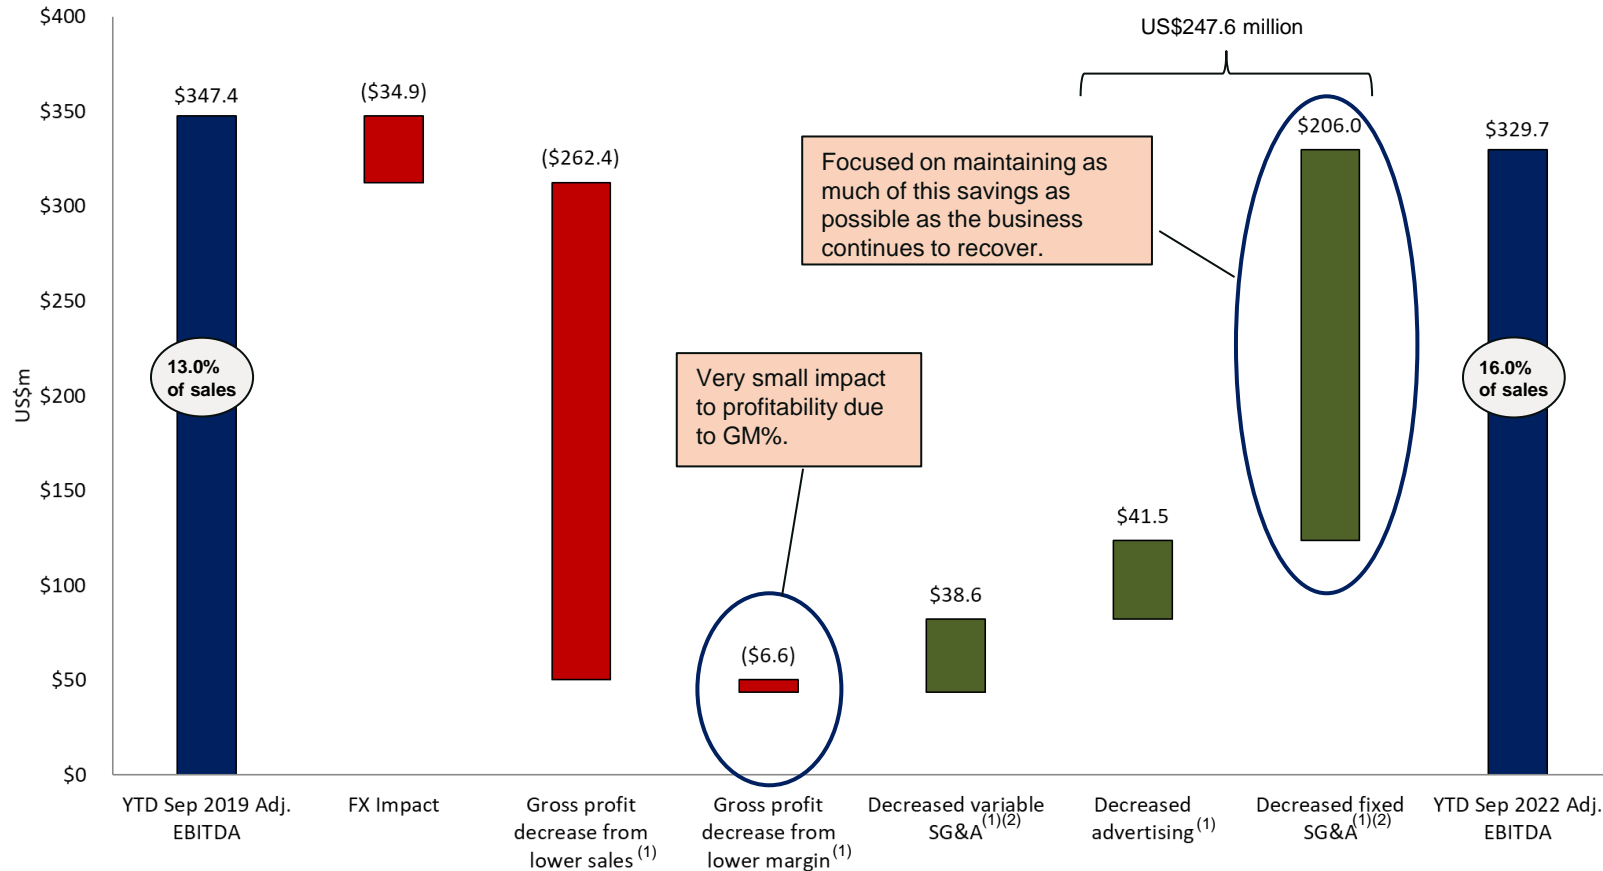 US$247.6 million
$400
$350
$300
$250
$200
$150
$100
$50
$0
US$m
$347.4
($34.9)
($262.4)
($6.6)
$38.6
$41.5
$206.0
$329.7
13.0%
of sales
16.0%
of sales
Focused on maintaining as
much of this savings as
possible as the business
continues to recover.
Very small impact
to profitability due
to GM%.
YTD Sep 2019 Adj.
EBITDA
FX Impact
Gross profit
decrease from
lower sales (1)
Gross profit
decrease from
lower margin(1)
Decreased variable
SG&A(1)(2)
Decreased
advertising(1)
Decreased fixed
SG&A(1)(2)
YTD Sep 2022 Adj.
EBITDA